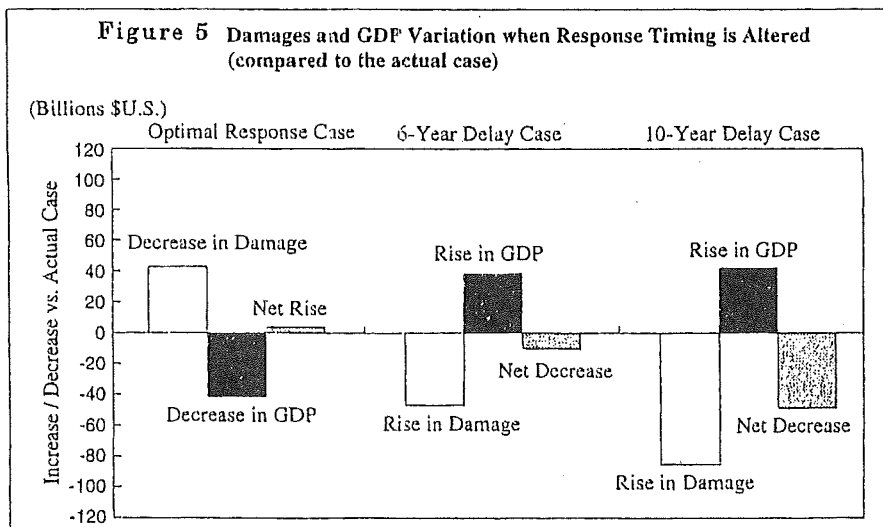 Figure 5 Damages and GDP Variation when Response Timing is Altered
(compared to the actual case)
(Billions $U.S.)
Optimal Response Case 6-Year Delay Case 10-Year Delay Case
Increase / Decrease vs. Actual Case
120
100
80
60
40
20
0
-20
-40
-60
-80
-100
-120
Decrease in Damage
Net Rise
Decrease in GDP
Rise in GDP
Net Decrease
Rise in Damage
Rise in GDP
Net Decrease
Rise in Damage